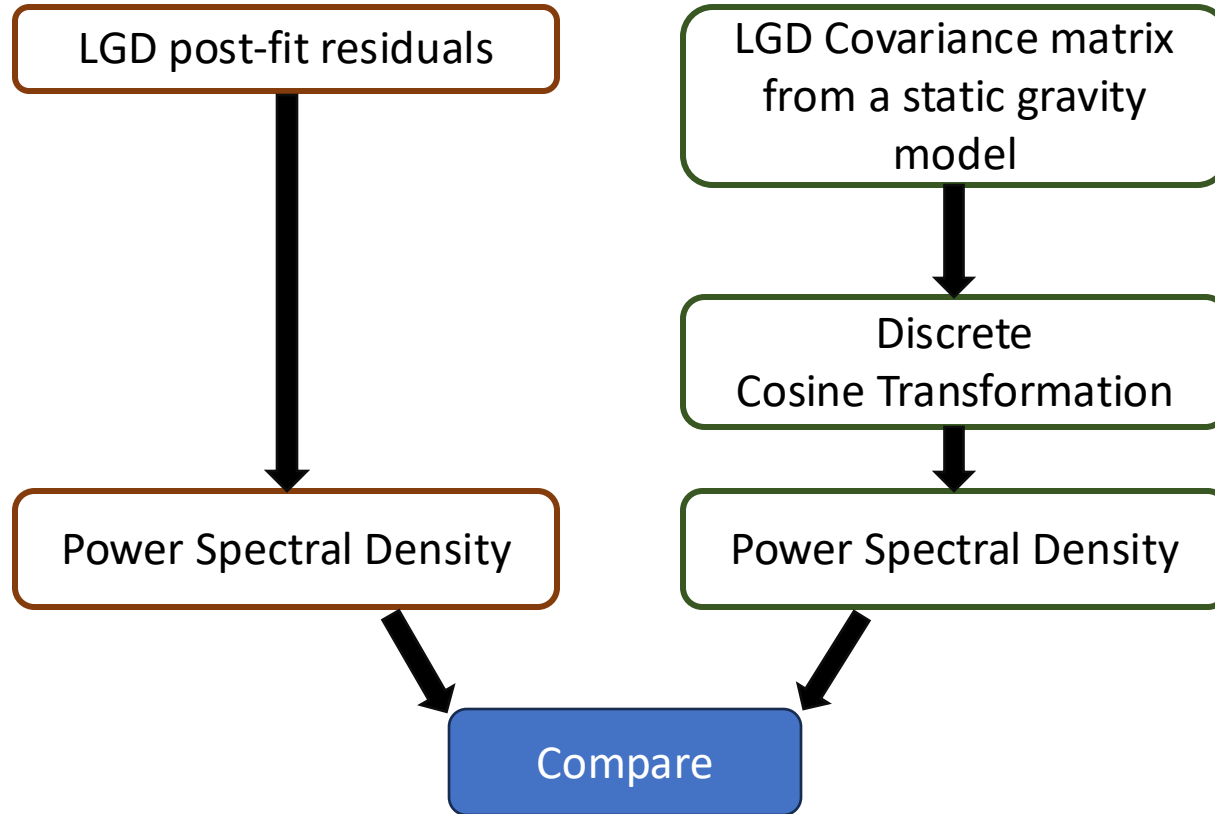 LGD post-fit residuals
LGD Covariance matrix
from a static gravity
model
Discrete
Cosine Transformation
Power Spectral Density
Power Spectral Density
Compare